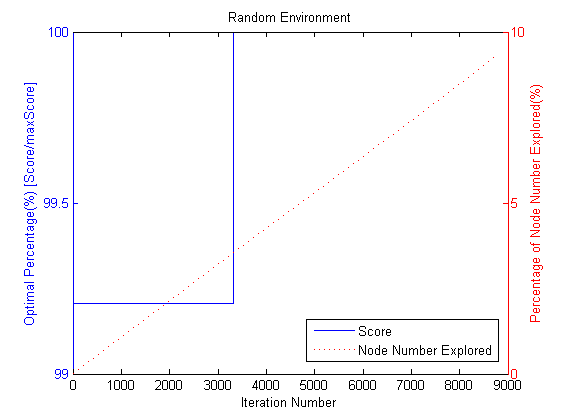 Random Environment
100
99.5
99
Optimal Percentage(%) [Score/maxScore]
10
5
0
Percentage of Node Number Explored(%)
Score
Node Number Explored
0 1000 2000 3000 4000 5000 6000 7000 8000 9000
Iteration Number